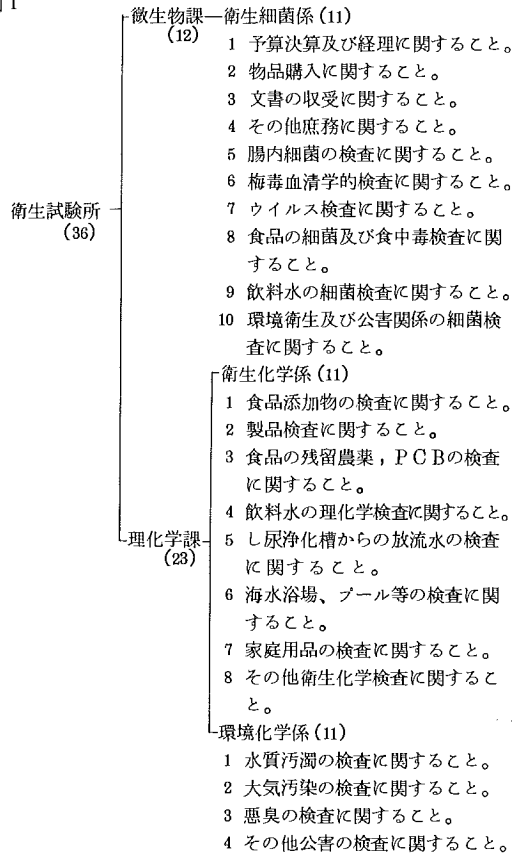 微生物課―衛生細菌係(11)
(12)
1 予算決算及び経理に関すること。
2 物品購入に関すること。
3 文書の収受に関すること。
4 その他庶務に関すること。
5 腸内細菌の検査に関すること。
6 梅毒血清学的検査に関すること。
衛生試験所
(36)
7 ウイルス検査に関すること。
8 食品の細菌及び食中毒検査に関
すること。
9 飲料水の細菌検査に関すること。
10 環境衛生及び公害関係の細菌検
査に関すること。
衛生化学係(11)
1 食品添加物の検査に関すること。
2 製品検査に関すること。
3 食品の残留農薬,PCBの検査
に関すること。
4 飲料水の理化学検査に関すること。
理化学課
(23)
5 し尿浄化槽からの放流水の検査
に関すること。
6 海水浴場、プール等の検査に関
すること。
7 家庭用品の検査に関すること。
8 その他衛生化学検査に関するこ
と。
環境化学係(11)
1 水質汚濁の検査に関すること。
2 大気汚染の検査に関すること。
3 悪臭の検査に関すること。
4 その他公害の検査に関すること。